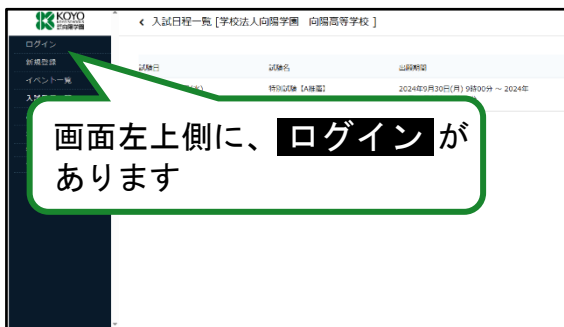 KOYO
‹ 入試日程一覧 [学校法人向陽学園　向陽高等学校 ]
ログイン
新規登録
イベント一覧
試験日
試験名
出願期間
特別試験【A推薦】
2024年9月30日(月) 9時00分 ～ 2024年
画面左上側に、 ログイン が
あります